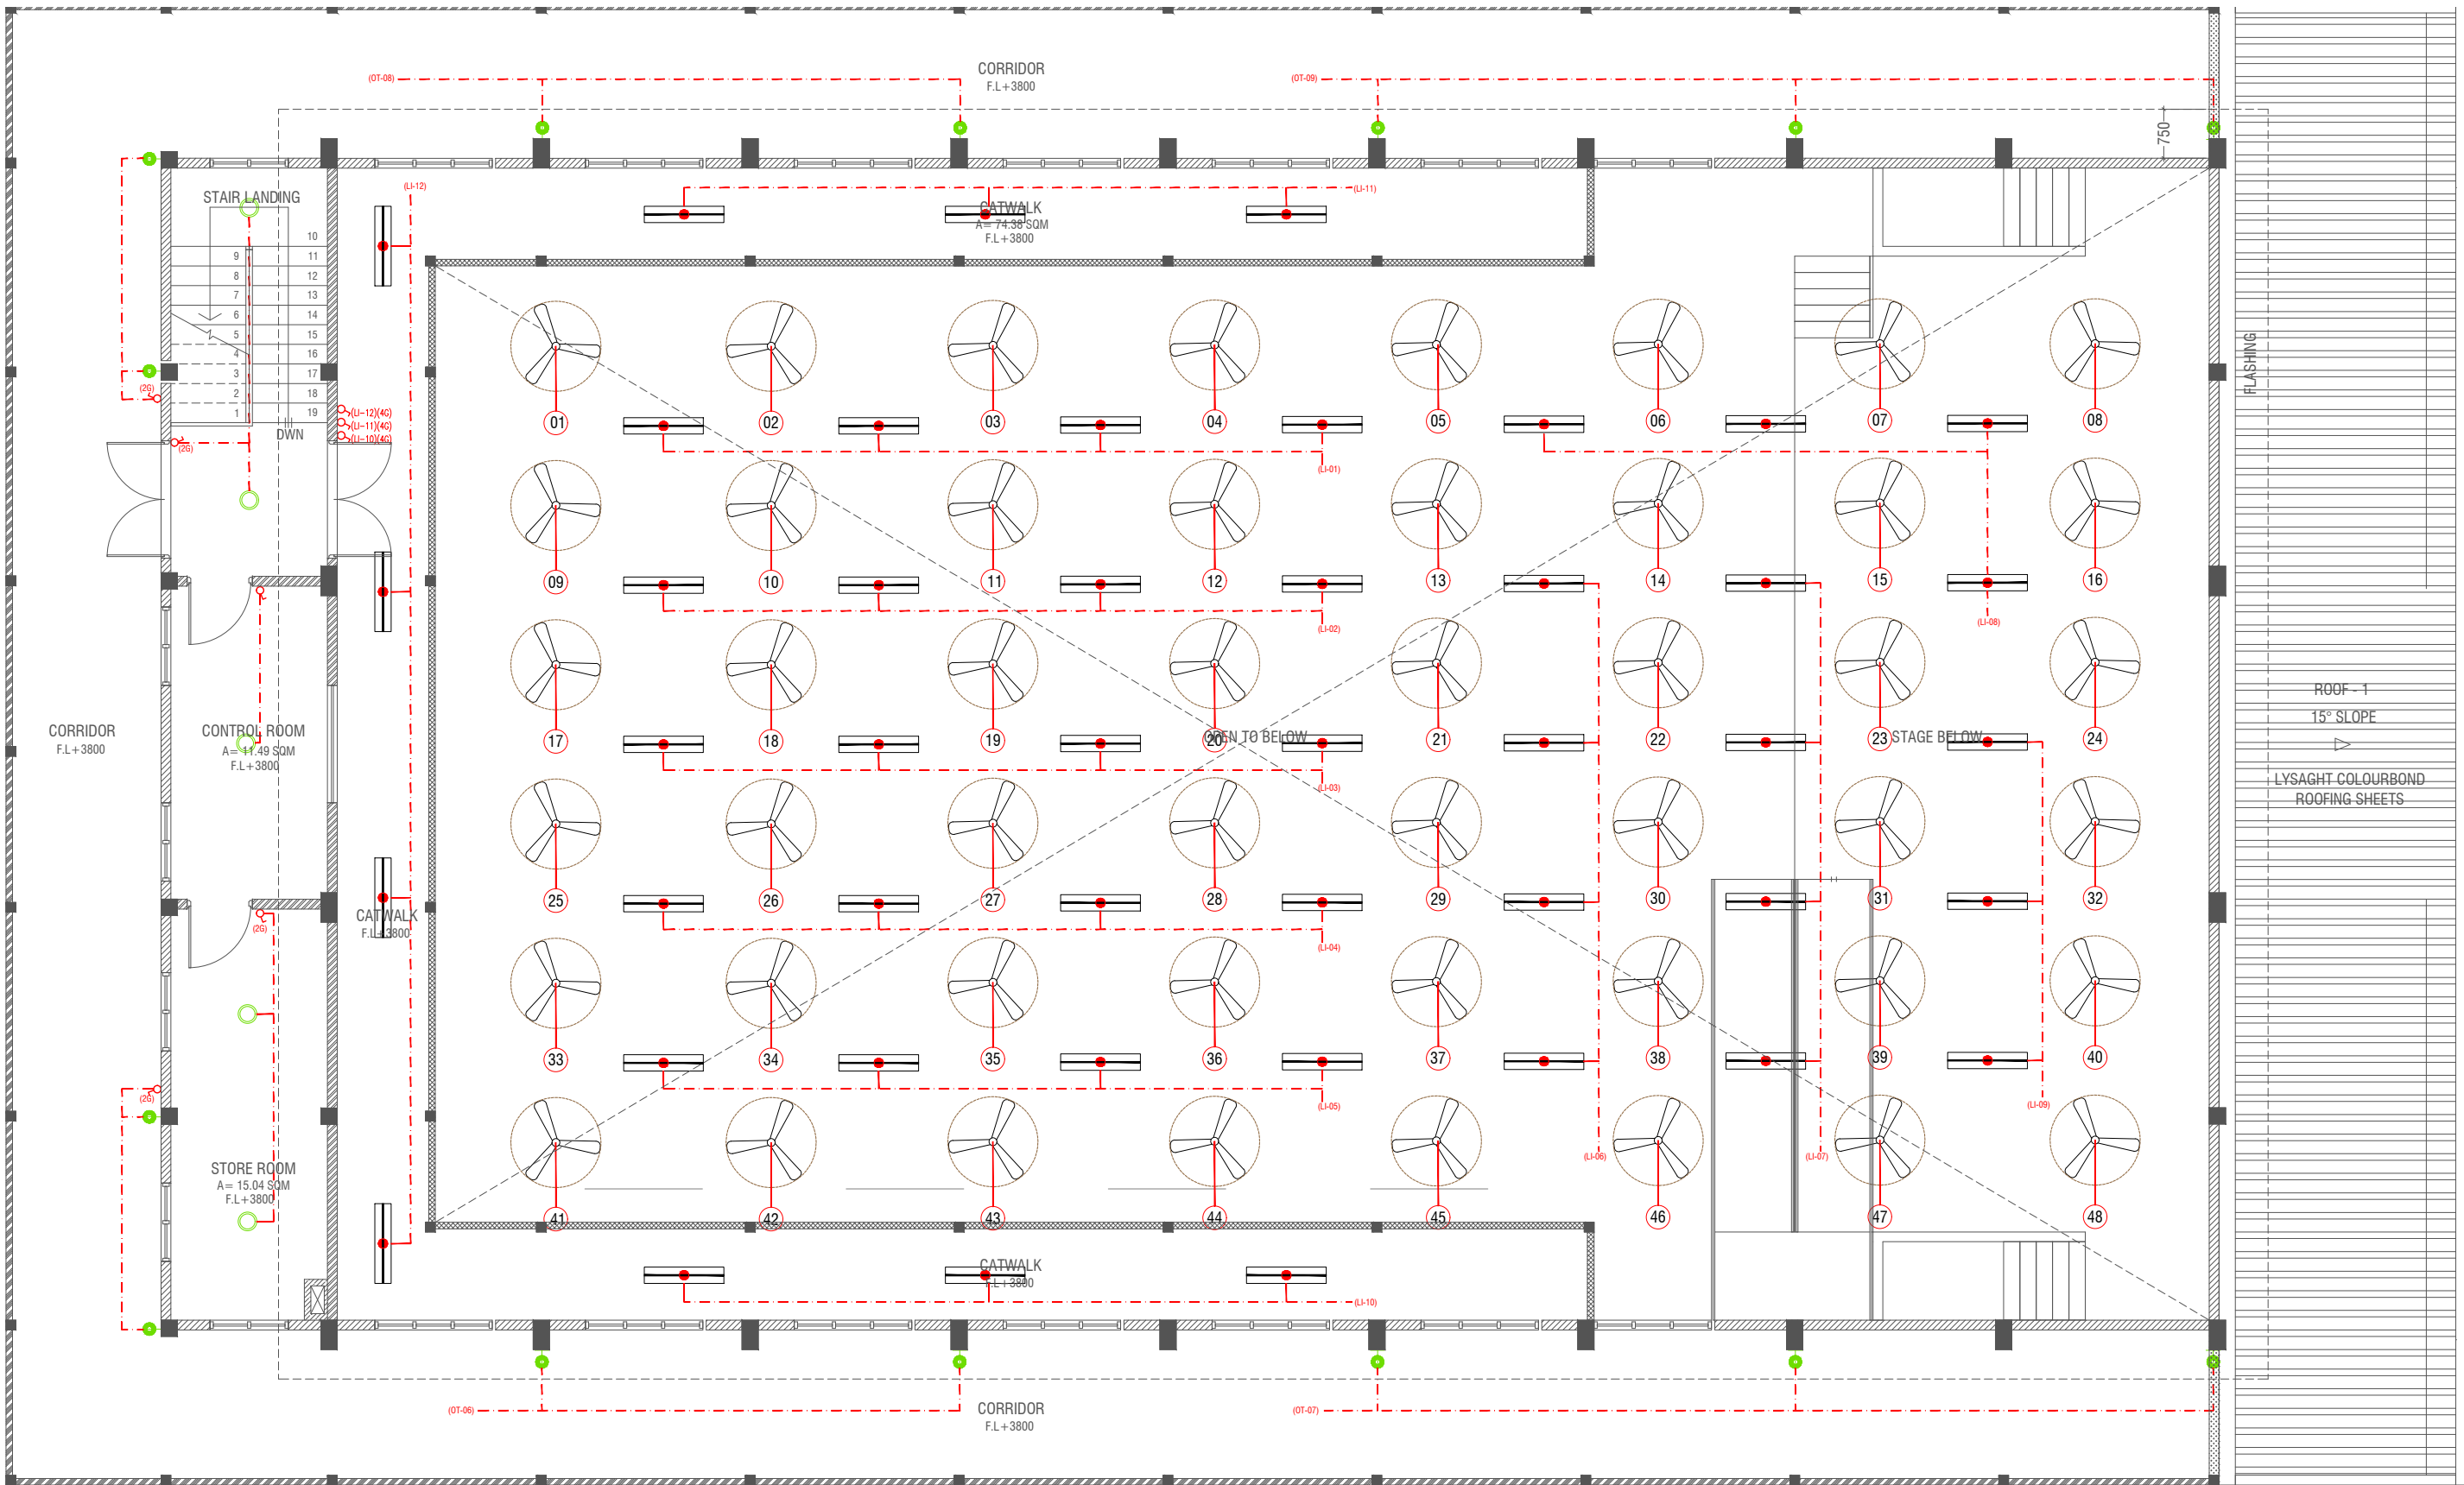 CORRIDOR
F.L+3800
(OT-08)
(OT-09)
750
STAIR LANDING
(LI-12)
(LI-11)
CATWALK
A= 74.38 SQM
F.L+3800
10
9
11
8
12
7
13
6
14
5
15
4
16
3
17
2
18
1
19
DWN
(2G)
(2G)
(LI-12)(4G)
(LI-11)(4G)
(LI-10)(4G)
FLASHING
01
02
03
04
05
06
07
08
(LI-01)
09
10
11
12
13
14
15
16
(LI-02)
(LI-08)
17
18
19
20
21
22
23
24
OPEN TO BELOW
STAGE BELOW
(LI-03)
CORRIDOR
F.L+3800
CONTROL ROOM
A= 11.49 SQM
F.L+3800
ROOF - 1
15° SLOPE
LYSAGHT COLOURBOND
ROOFING SHEETS
25
26
27
28
29
30
31
32
CATWALK
F.L+3800
(2G)
(LI-04)
33
34
35
36
37
38
39
40
(2G)
(LI-05)
(LI-09)
(LI-06)
(LI-07)
STORE ROOM
A= 15.04 SQM
F.L+3800
41
42
43
44
45
46
47
48
CATWALK
F.L+3800
(LI-10)
(OT-06)
(OT-07)
CORRIDOR
F.L+3800